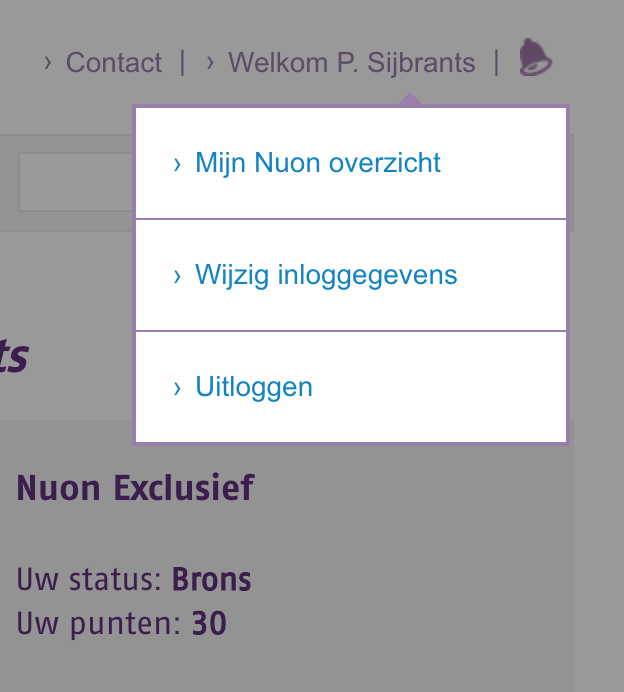 › Contact | › Welkom P. Sijbrants |
› Mijn Nuon overzicht
› Wijzig inloggegevens
› Uitloggen
ts
Nuon Exclusief
Uw status: Brons
Uw punten: 30